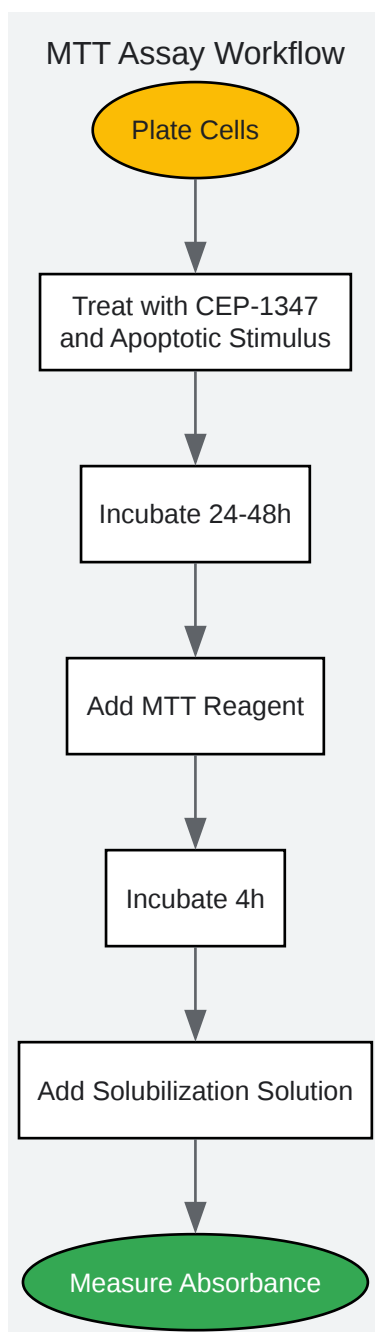 MTT Assay Workflow
Plate Cells
Treat with CEP-1347
and Apoptotic Stimulus
Incubate 24-48h
Add MTT Reagent
Incubate 4h
Add Solubilization Solution
Measure Absorbance